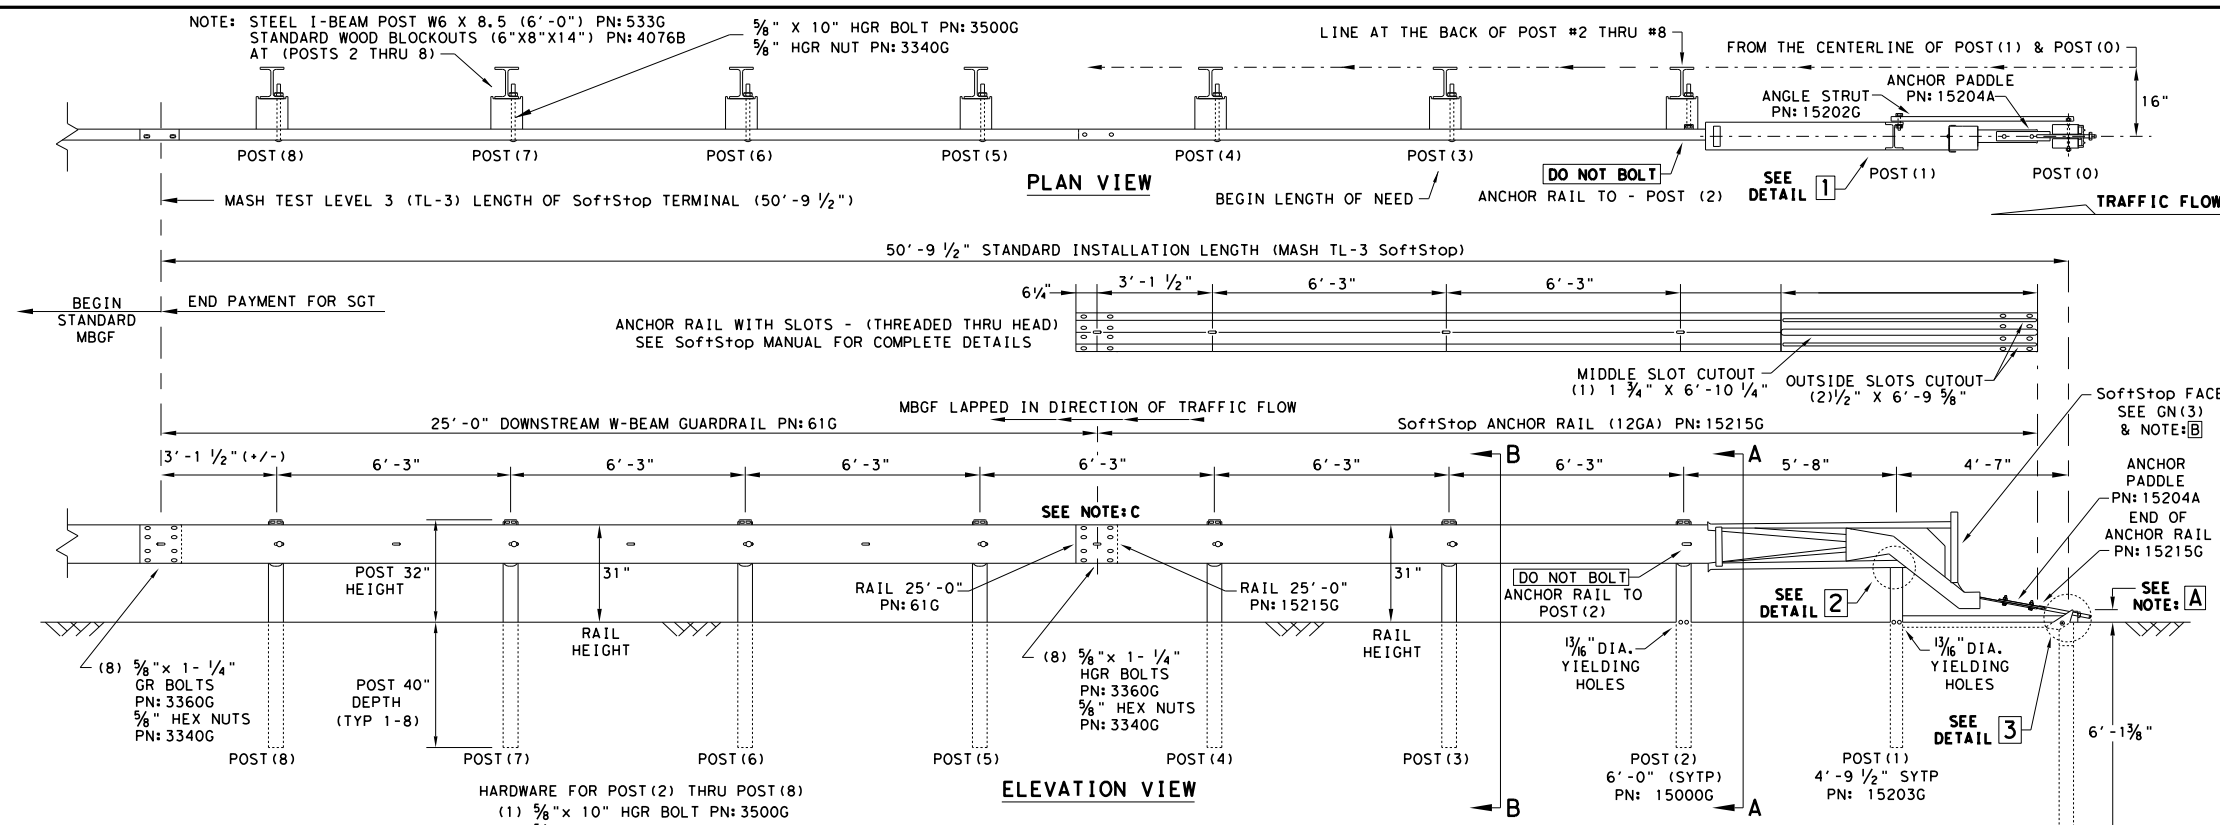 NOTE: STEEL I-BEAM POST W6 X 8.5 (6'-0") PN:533G
STANDARD WOOD BLOCKOUTS (6"X8"X14") PN:4076B
AT (POSTS 2 THRU 8)
⅝" X 10" HGR BOLT PN:3500G
⅝" HGR NUT PN:3340G
LINE AT THE BACK OF POST #2 THRU #8
FROM THE CENTERLINE OF POST(1) & POST(0)
ANCHOR PADDLE
PN:15204A
ANGLE STRUT
PN:15202G
16"
POST(8)
POST(7)
POST(6)
POST(5)
POST(4)
POST(3)
DO NOT BOLT
ANCHOR RAIL TO - POST (2)
SEE
DETAIL 1
POST(1)
POST(0)
PLAN VIEW
BEGIN LENGTH OF NEED
MASH TEST LEVEL 3 (TL-3) LENGTH OF SoftStop TERMINAL (50'-9 ½")
TRAFFIC FLOW
50'-9 ½" STANDARD INSTALLATION LENGTH (MASH TL-3 SoftStop)
BEGIN
STANDARD
MBGF
END PAYMENT FOR SGT
6¼"
3'-1 ½"
6'-3"
6'-3"
ANCHOR RAIL WITH SLOTS - (THREADED THRU HEAD)
SEE SoftStop MANUAL FOR COMPLETE DETAILS
MIDDLE SLOT CUTOUT
(1) 1 ¾" X 6'-10 ¼"
OUTSIDE SLOTS CUTOUT
(2)½" X 6'-9 ⅝"
MBGF LAPPED IN DIRECTION OF TRAFFIC FLOW
SoftStop FACE
SEE GN(3)
& NOTE:B
25'-0" DOWNSTREAM W-BEAM GUARDRAIL PN:61G
SoftStop ANCHOR RAIL (12GA) PN:15215G
3'-1 ½"(+/-)
6'-3"
6'-3"
6'-3"
6'-3"
6'-3"
6'-3"
5'-8"
4'-7"
B
A
ANCHOR
PADDLE
PN:15204A
END OF
ANCHOR RAIL
PN:15215G
SEE NOTE:C
POST 32"
HEIGHT
31"
RAIL
HEIGHT
RAIL 25'-0"
PN:61G
RAIL 25'-0"
PN:15215G
31"
RAIL
HEIGHT
DO NOT BOLT
ANCHOR RAIL TO
POST(2)
SEE
DETAIL 2
SEE
NOTE: A
(8) ⅝"x 1- ¼"
GR BOLTS
PN:3360G
⅝" HEX NUTS
PN:3340G
POST 40"
DEPTH
(TYP 1-8)
(8) ⅝"x 1- ¼"
HGR BOLTS
PN:3360G
⅝" HEX NUTS
PN:3340G
13/16" DIA.
YIELDING
HOLES
13/16" DIA.
YIELDING
HOLES
SEE
DETAIL 3
6'-1⅜"
POST(8)
POST(7)
POST(6)
POST(5)
POST(4)
POST(3)
POST(2)
6'-0" (SYTP)
PN: 15000G
POST(1)
4'-9 ½" SYTP
PN: 15203G
HARDWARE FOR POST(2) THRU POST(8)
(1) ⅝"x 10" HGR BOLT PN:3500G
ELEVATION VIEW
B
A